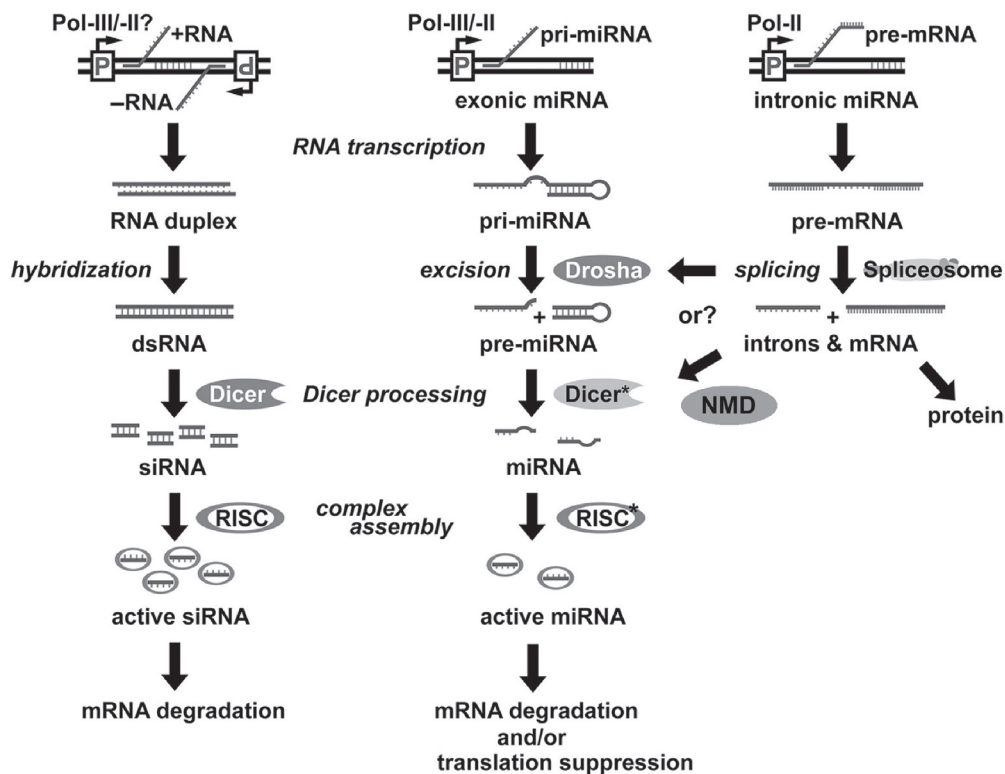 Pol-III/-II?
+RNA
P
P
–RNA
RNA duplex
hybridization
dsRNA
Dicer
siRNA
RISC
active siRNA
mRNA degradation
Pol-III/-II
pri-miRNA
P
exonic miRNA
RNA transcription
pri-miRNA
excision
Drosha
+
pre-miRNA
Dicer processing
Dicer*
miRNA
complex
assembly
RISC*
active miRNA
mRNA degradation
and/or
translation suppression
Pol-II
pre-mRNA
P
intronic miRNA
pre-mRNA
splicing
Spliceosome
or?
+
introns & mRNA
NMD
protein